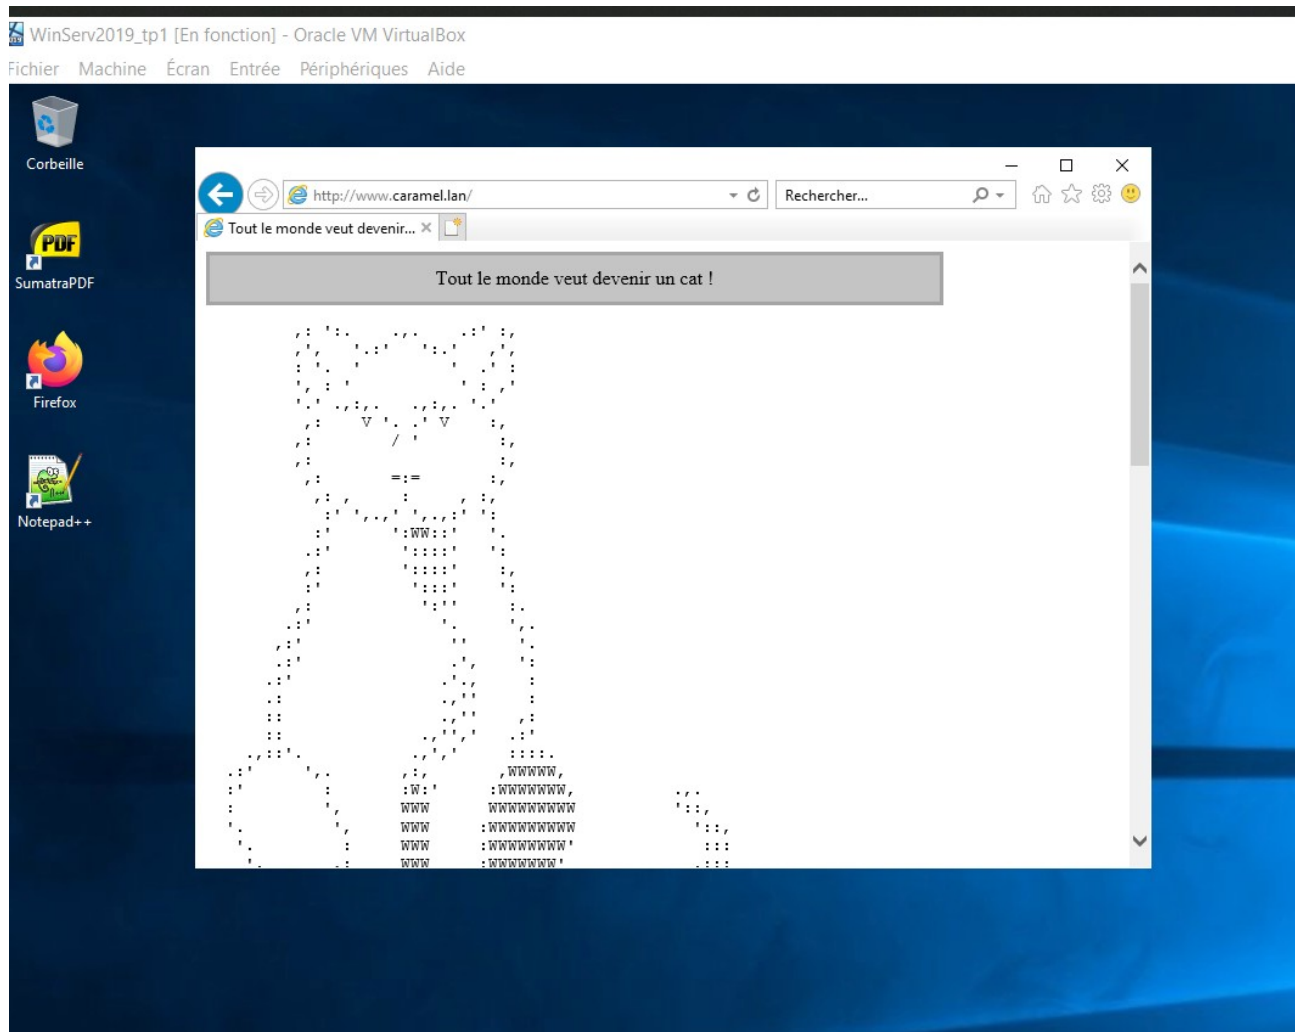 WinServ2019_tp1 [En fonction] - Oracle VM VirtualBox
Fichier Machine Écran Entrée Périphériques Aide
Corbeille
http://www.caramel.lan/
Rechercher...
Tout le monde veut devenir...
PDF
SumatraPDF
Tout le monde veut devenir un cat !
Firefox
Notepad++